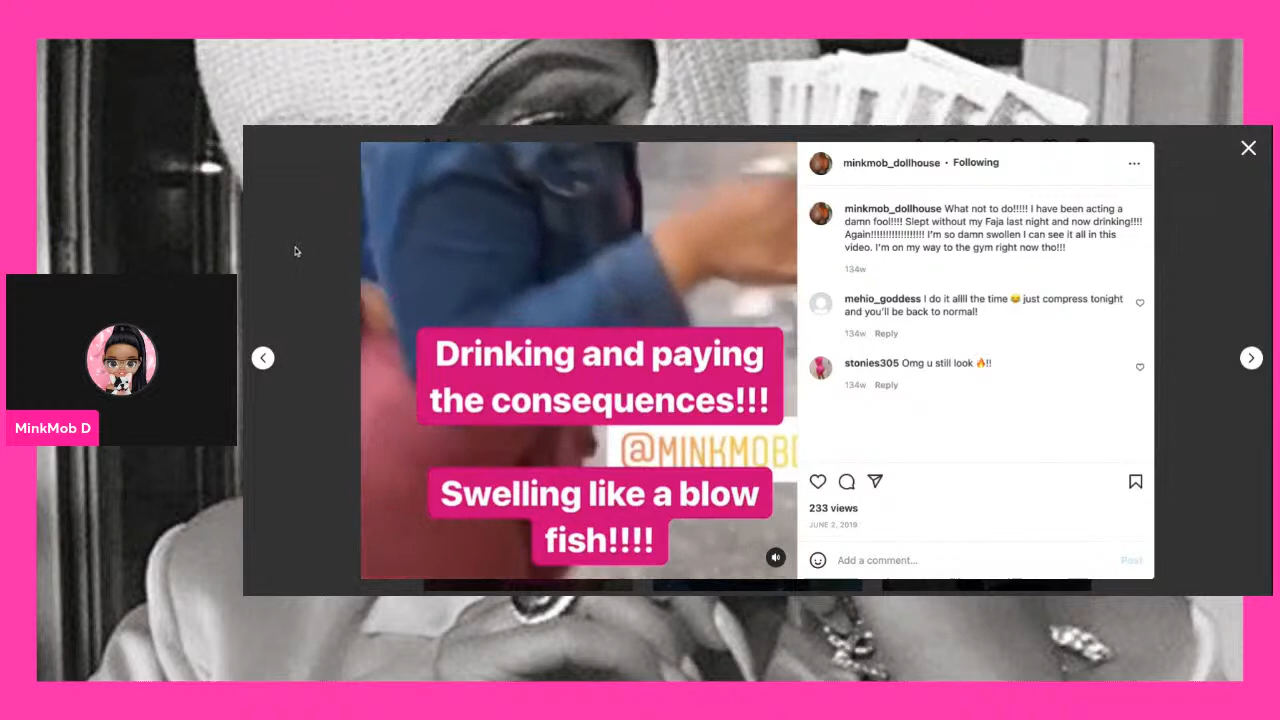 minkmob_dollhouse • Following
minkmob_dollhouse What not to do!!!!! I have been acting a
damn fool!!!! Slept without my Faja last night and now drinking!!!!
Again!!!!!!!!!!!!!!!!!! I'm so damn swollen I can see it all in this
video. I'm on my way to the gym right now tho!!!
134w
mehio_goddess I do it allll the time 😂 just compress tonight
and you'll be back to normal!
134w Reply
stonies305 Omg u still look 🔥!!
134w Reply
Drinking and paying
the consequences!!!
@MINKMOBD
Swelling like a blow
fish!!!!
233 views
JUNE 2, 2019
Add a comment...
Post
MinkMob D